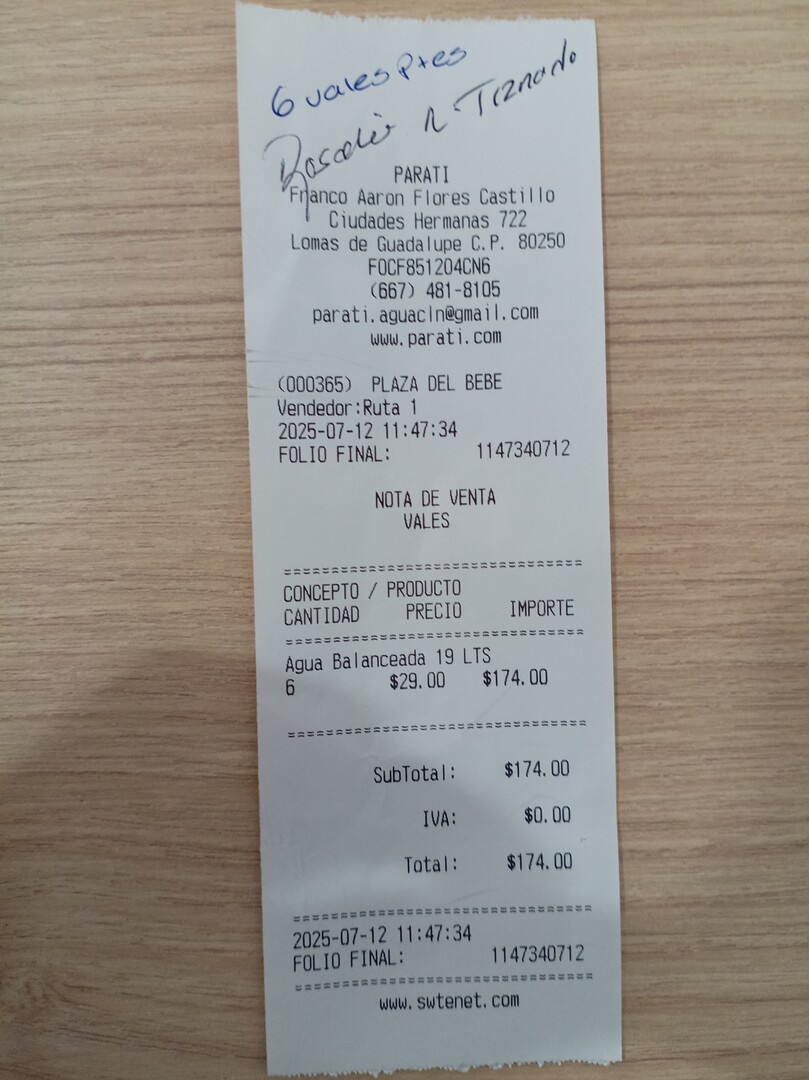 6 vales Ptes
Rosalia R. Tiznado
PARATI
Franco Aaron Flores Castillo
Ciudades Hermanas 722
Lomas de Guadalupe C.P. 80250
FOCF851204CN6
(667) 481-8105
parati.aguacln@gmail.com
www.parati.com
(000365) PLAZA DEL BEBE
Vendedor:Ruta 1
2025-07-12 11:47:34
FOLIO FINAL: 1147340712
NOTA DE VENTA
VALES
================================
CONCEPTO / PRODUCTO
CANTIDAD PRECIO IMPORTE
================================
Agua Balanceada 19 LTS
6 $29.00 $174.00
================================
SubTotal: $174.00
IVA: $0.00
Total: $174.00
================================
2025-07-12 11:47:34
FOLIO FINAL: 1147340712
================================
www.swtenet.com